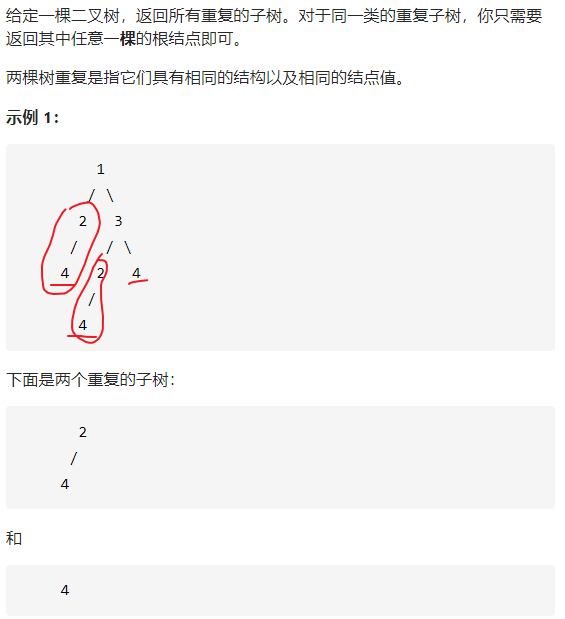 给定一棵二叉树，返回所有重复的子树。对于同一类的重复子树，你只需要
返回其中任意一棵的根结点即可。
两棵树重复是指它们具有相同的结构以及相同的结点值。
示例 1：
1
/ \
2 3
/ / \
4 2 4
/
4
下面是两个重复的子树：
2
/
4
和
4